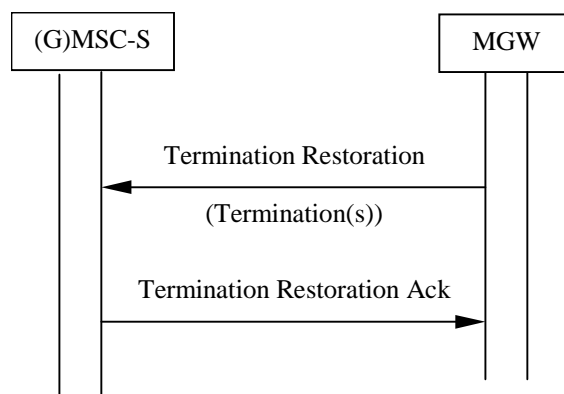 (G)MSC-S
MGW
Termination Restoration
(Termination(s))
Termination Restoration Ack